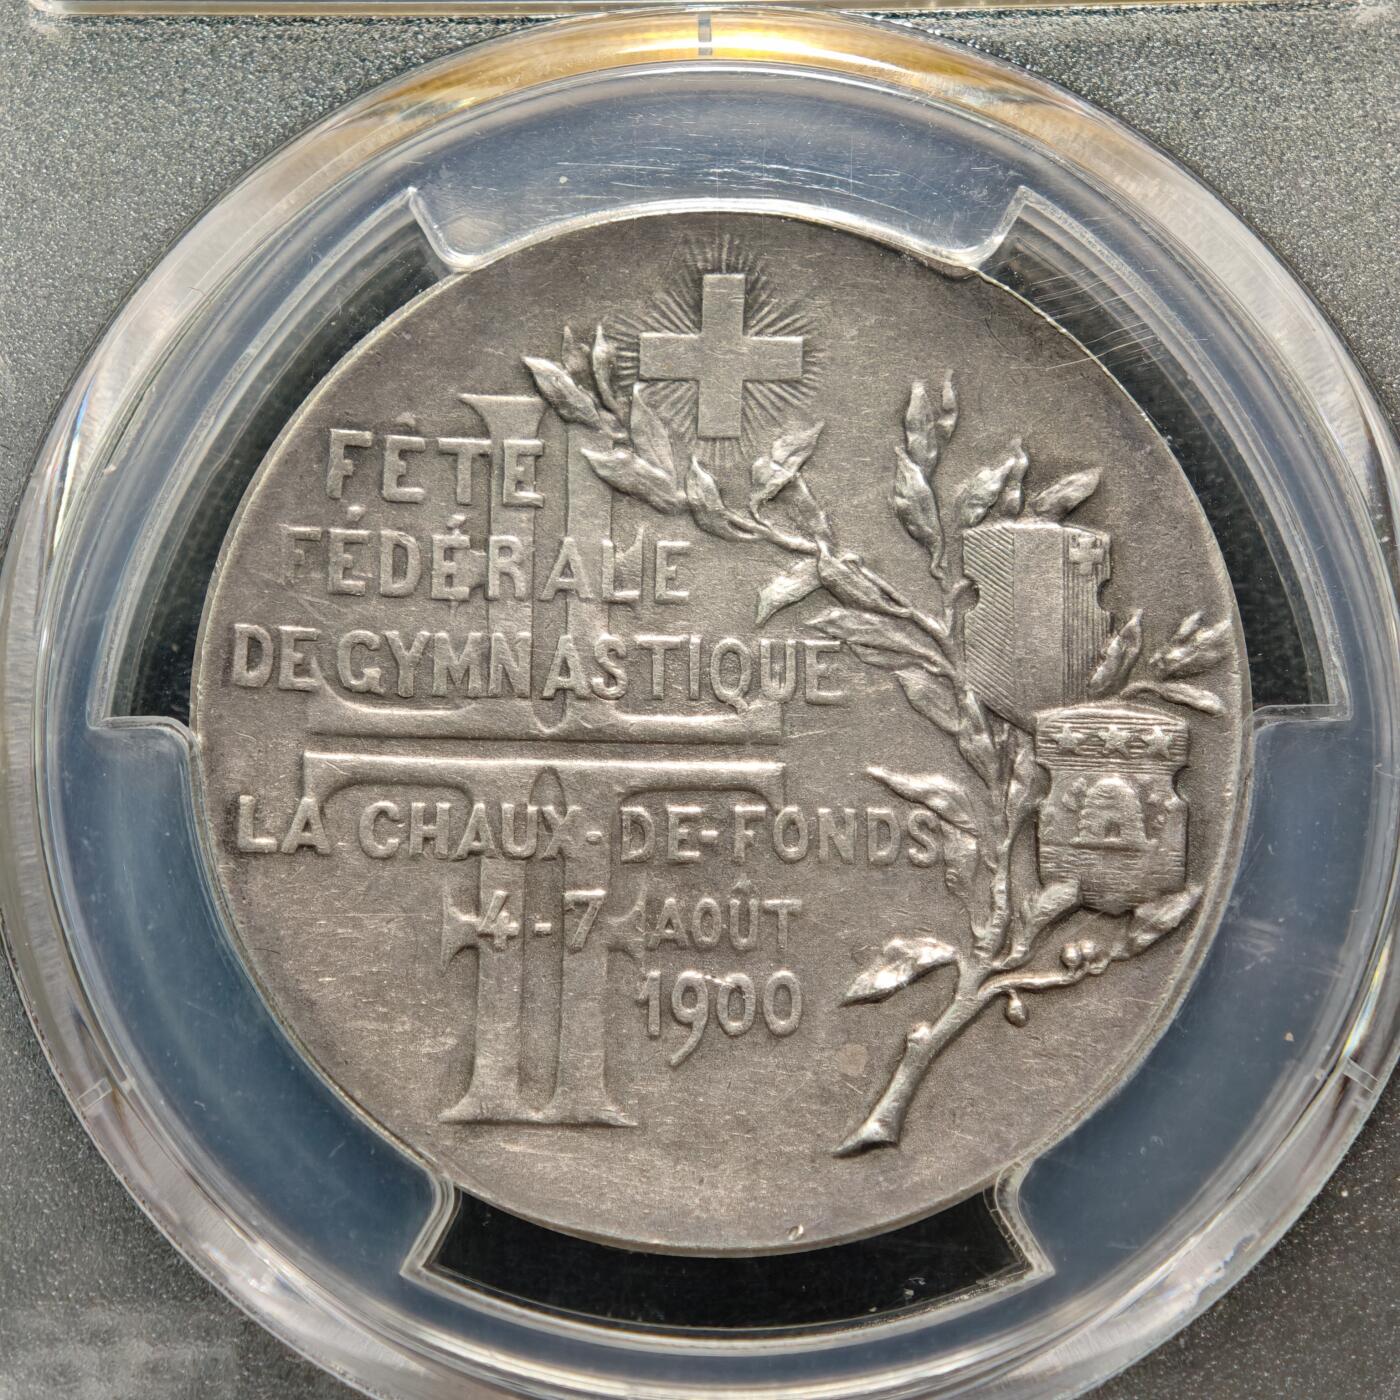 FÊTE
FÉDÉRALE
DE GYMNASTIQUE
LA CHAUX-DE-FONDS
4-7 AOÛT
1900